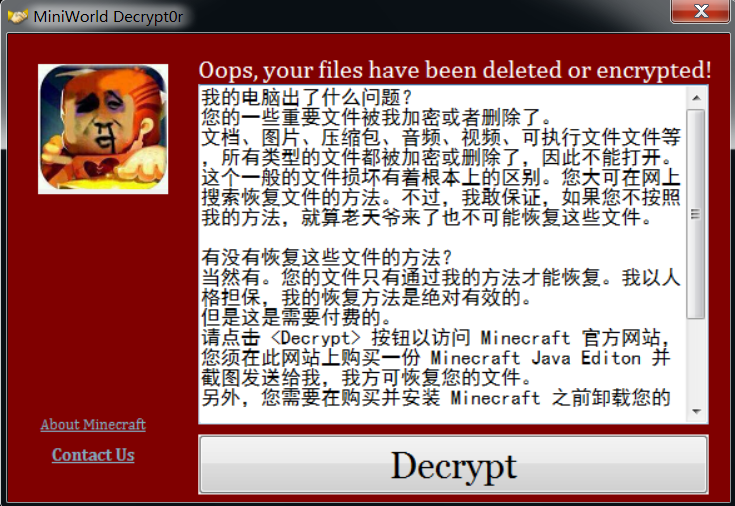 MiniWorld Decrypt0r
Oops, your files have been deleted or encrypted!
我的电脑出了什么问题？
您的一些重要文件被我加密或者删除了。
文档、图片、压缩包、音频、视频、可执行文件文件等
，所有类型的文件都被加密或删除了，因此不能打开。
这个一般的文件损坏有着根本上的区别。您大可在网上
搜索恢复文件的方法。不过，我敢保证，如果您不按照
我的方法，就算老天爷来了也不可能恢复这些文件。
有没有恢复这些文件的方法？
当然有。您的文件只有通过我的方法才能恢复。我以人
格担保，我的恢复方法是绝对有效的。
但是这是需要付费的。
请点击 <Decrypt> 按钮以访问 Minecraft 官方网站，
您须在此网站上购买一份 Minecraft Java Editon 并
截图发送给我，我方可恢复您的文件。
另外，您需要在购买并安装 Minecraft 之前卸载您的
About Minecraft
Contact Us
Decrypt